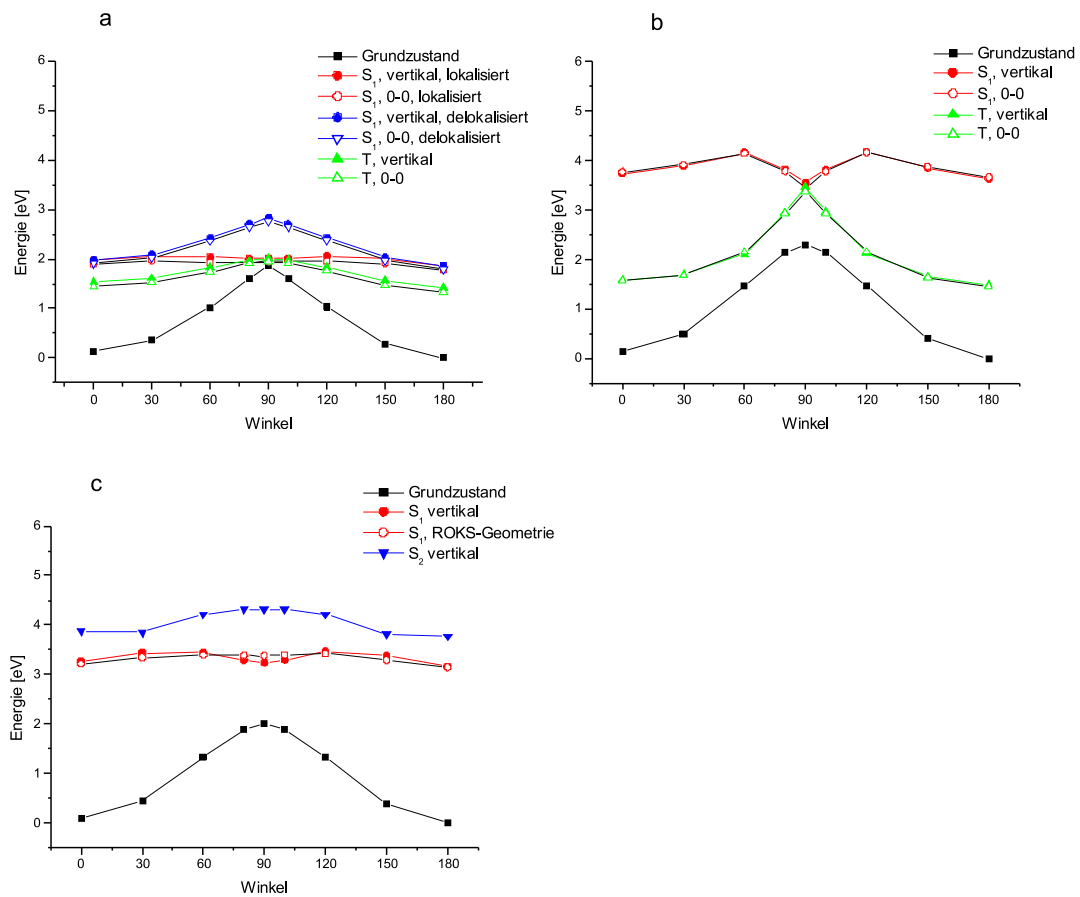 a
Grundzustand
S1, vertikal, lokalisiert
S1, 0-0, lokalisiert
S1, vertikal, delokalisiert
S1, 0-0, delokalisiert
T, vertikal
T, 0-0
6
5
4
3
2
1
0
Energie [eV]
0 30 60 90 120 150 180
Winkel
b
Grundzustand
S1, vertikal
S1, 0-0
T, vertikal
T, 0-0
6
5
4
3
2
1
0
Energie [eV]
0 30 60 90 120 150 180
Winkel
c
Grundzustand
S1 vertikal
S1, ROKS-Geometrie
S2 vertikal
6
5
4
3
2
1
0
Energie [eV]
0 30 60 90 120 150 180
Winkel